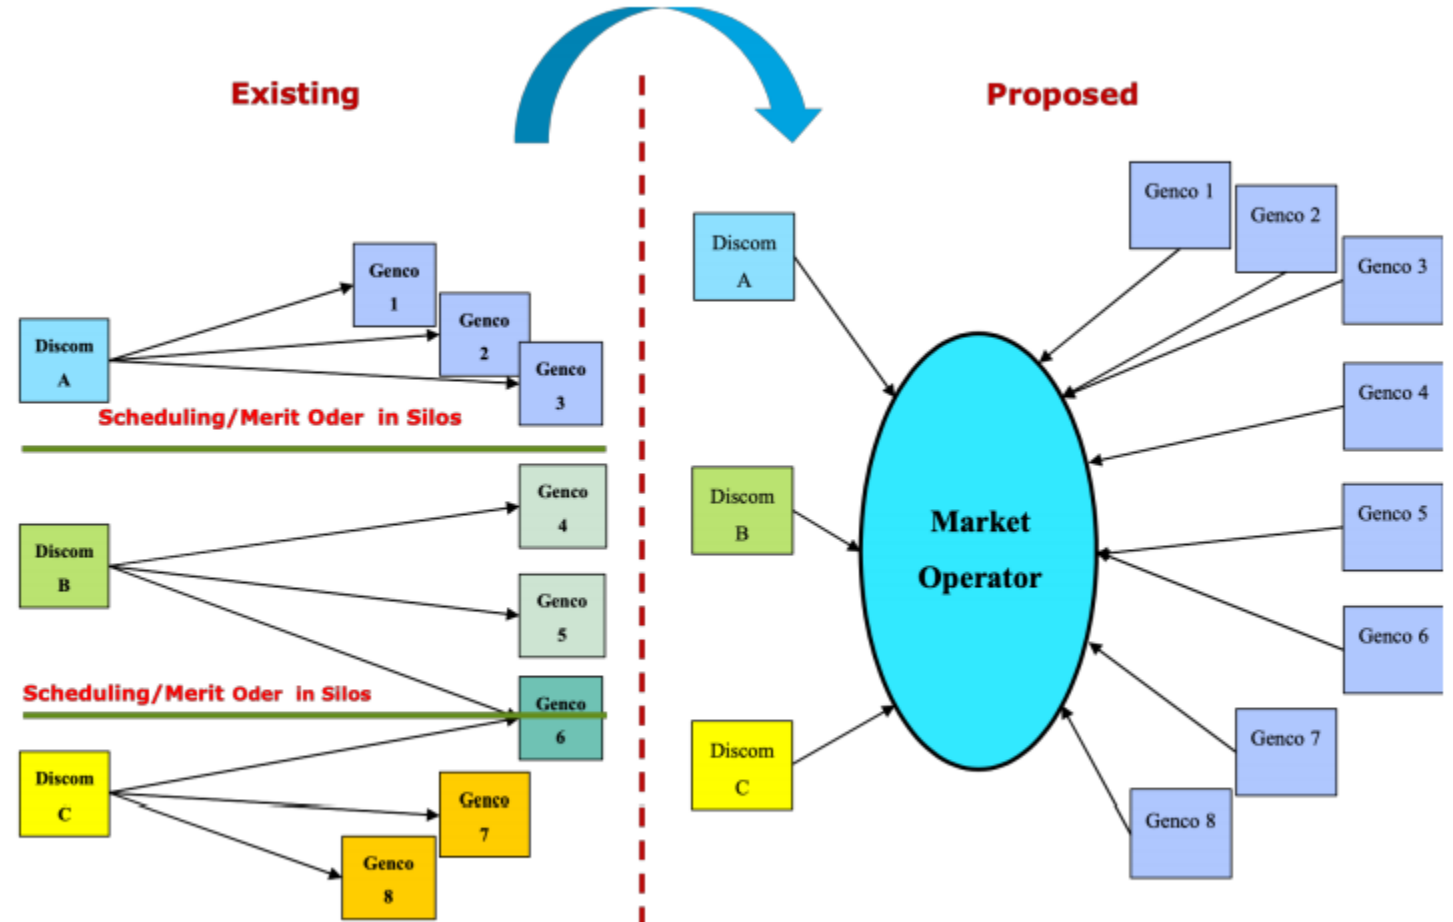 Existing
Proposed
Genco
1
Genco
2
Genco
3
Discom
A
Scheduling/Merit Oder in Silos
Genco
4
Discom
B
Genco
5
Scheduling/Merit Oder in Silos
Genco
6
Discom
C
Genco
7
Genco
8
Discom
A
Discom
B
Discom
C
Market
Operator
Genco 1
Genco 2
Genco 3
Genco 4
Genco 5
Genco 6
Genco 7
Genco 8